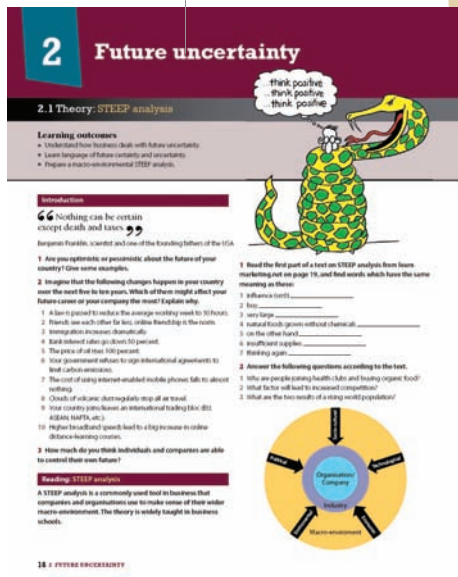 2
Future uncertainty
...think positive
...think positive
...think positive
2.1 Theory: STEEP analysis
Learning outcomes
• Understand how business deals with future uncertainty.
• Learn language of future certainty and uncertainty.
• Prepare a macro-environmental STEEP analysis.
Introduction
“Nothing can be certain
except death and taxes.”
Benjamin Franklin, scientist and one of the founding fathers of the USA
1 Are you optimistic or pessimistic about the future of your
country? Give some examples.
2 Imagine that the following changes happen in your country
over the next five to ten years. Which of them might affect your
future career or your company the most? Explain why.
1 A law is passed to reduce the average working week to 30 hours.
2 Friends see each other far less, online friendship is the norm.
3 Immigration increases dramatically.
4 Bank interest rates go down 50 percent.
5 The price of oil rises 100 percent.
6 Your government refuses to sign international agreements to
limit carbon emissions.
7 The cost of using internet-enabled mobile phones falls to almost
nothing.
8 Clouds of volcanic dust regularly stop all air travel.
9 Your country joins/leaves an international trading bloc (EU,
ASEAN, NAFTA, etc.).
10 Higher broadband speeds lead to a big increase in online
distance-learning courses.
3 How much do you think individuals and companies are able
to control their own future?
Reading: STEEP analysis
A STEEP analysis is a commonly used tool in business that
companies and organisations use to make sense of their wider
macro-environment. The theory is widely taught in business
schools.
1 Read the first part of a text on STEEP analysis from learn
marketing.net on page 19, and find words which have the same
meaning as these:
1 influence (verb)
2 buy
3 very large
4 natural foods grown without chemicals
5 on the other hand
6 insufficient supplies
7 thinking again
2 Answer the following questions according to the text.
1 Why are people joining health clubs and buying organic food?
2 What factor will lead to increased competition?
3 What are the two results of a rising world population?
Political
Technological
Organisation/
Company
Industry
Macro-environment
18 2 FUTURE UNCERTAINTY